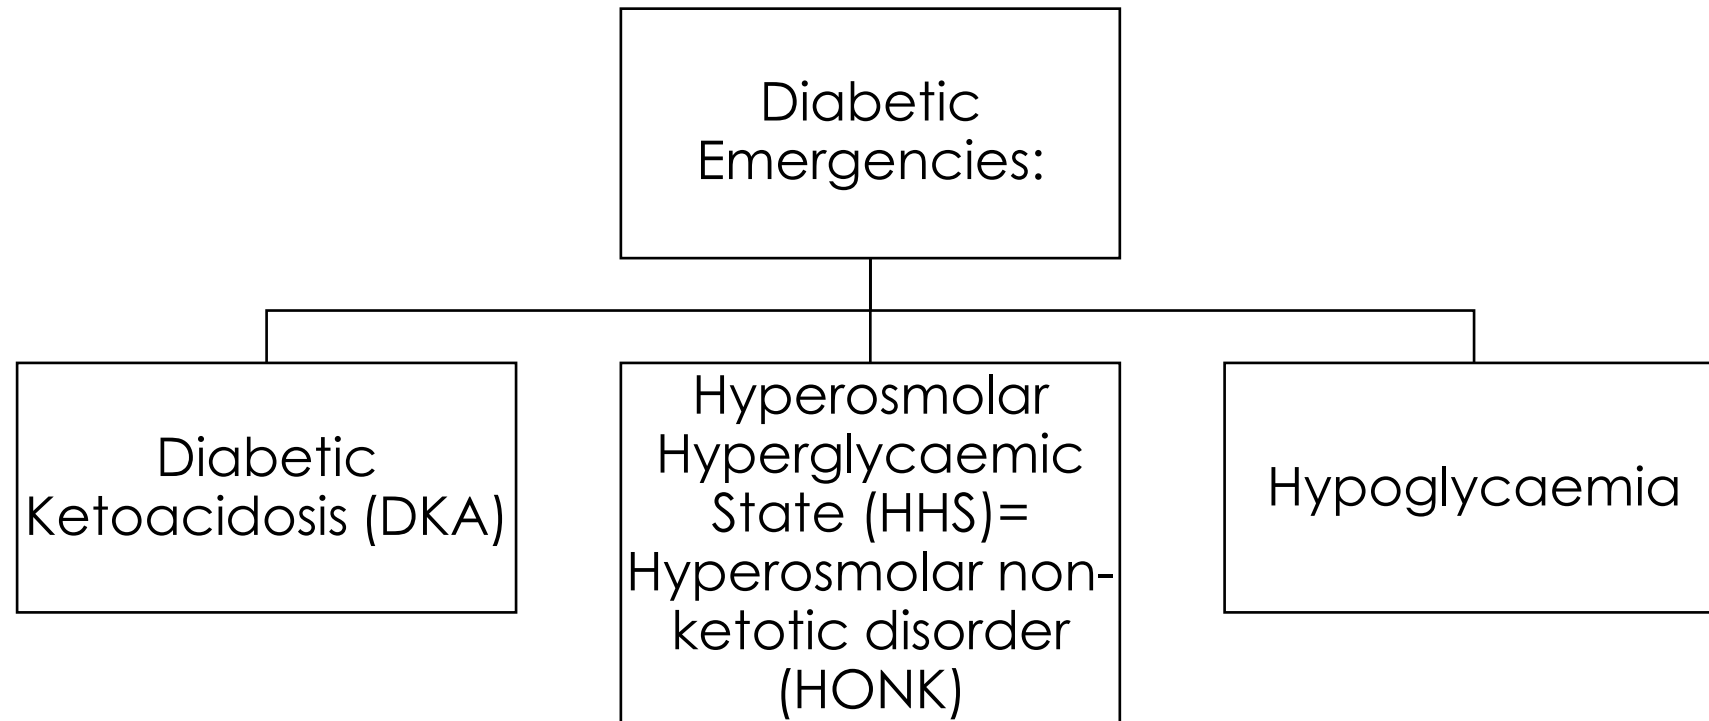 Diabetic
Emergencies:
Diabetic
Ketoacidosis (DKA)
Hyperosmolar
Hyperglycaemic
State (HHS)=
Hyperosmolar non-
ketotic disorder
(HONK)
Hypoglycaemia